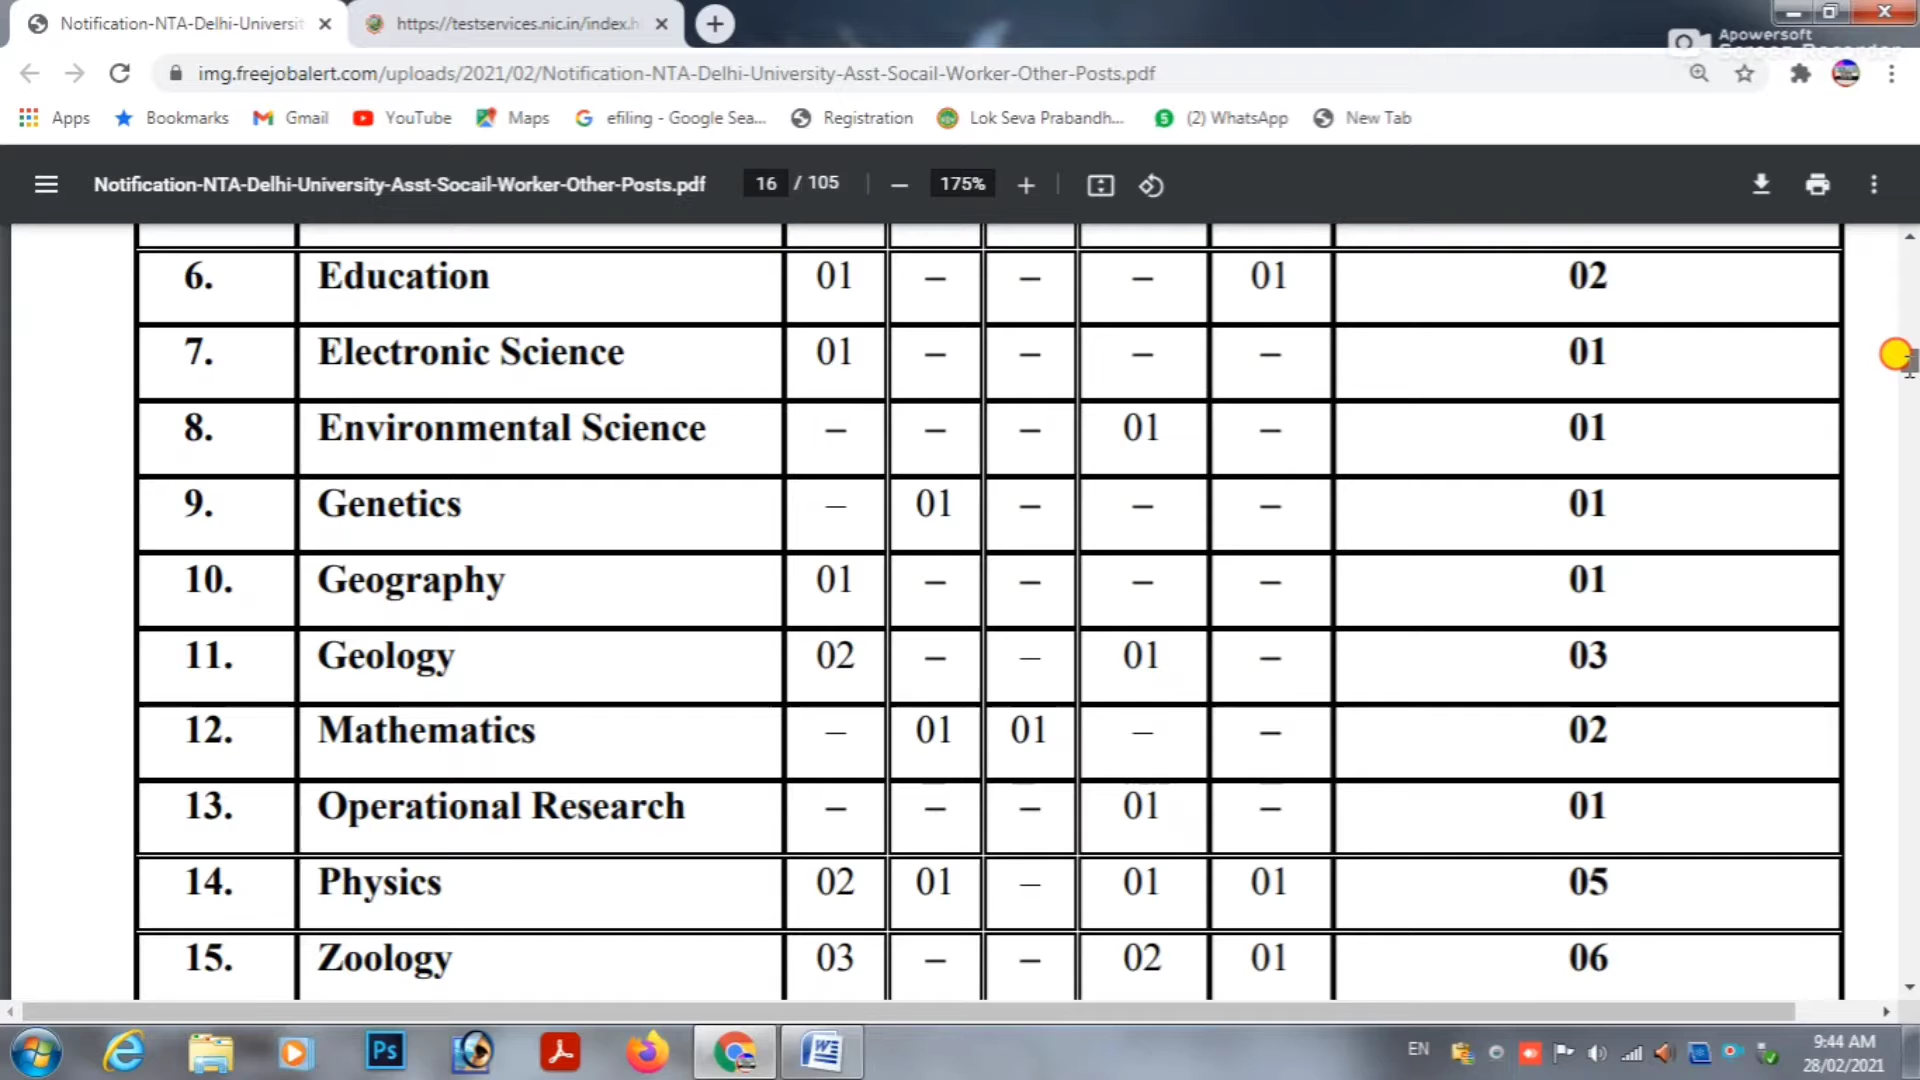 Notification-NTA-Delhi-Universit
https://testservices.nic.in/index.h
Apowersoft
Screen Recorder
img.freejobalert.com/uploads/2021/02/Notification-NTA-Delhi-University-Asst-Socail-Worker-Other-Posts.pdf
Apps Bookmarks Gmail YouTube Maps efiling - Google Sea... Registration Lok Seva Prabandh... (2) WhatsApp New Tab
Notification-NTA-Delhi-University-Asst-Socail-Worker-Other-Posts.pdf 16 / 105 — 175% +
6. Education 01 – – – 01 02
7. Electronic Science 01 – – – – 01
8. Environmental Science – – – 01 – 01
9. Genetics – 01 – – – 01
10. Geography 01 – – – – 01
11. Geology 02 – – 01 – 03
12. Mathematics – 01 01 – – 02
13. Operational Research – – – 01 – 01
14. Physics 02 01 – 01 01 05
15. Zoology 03 – – 02 01 06
Ps
EN
9:44 AM
28/02/2021